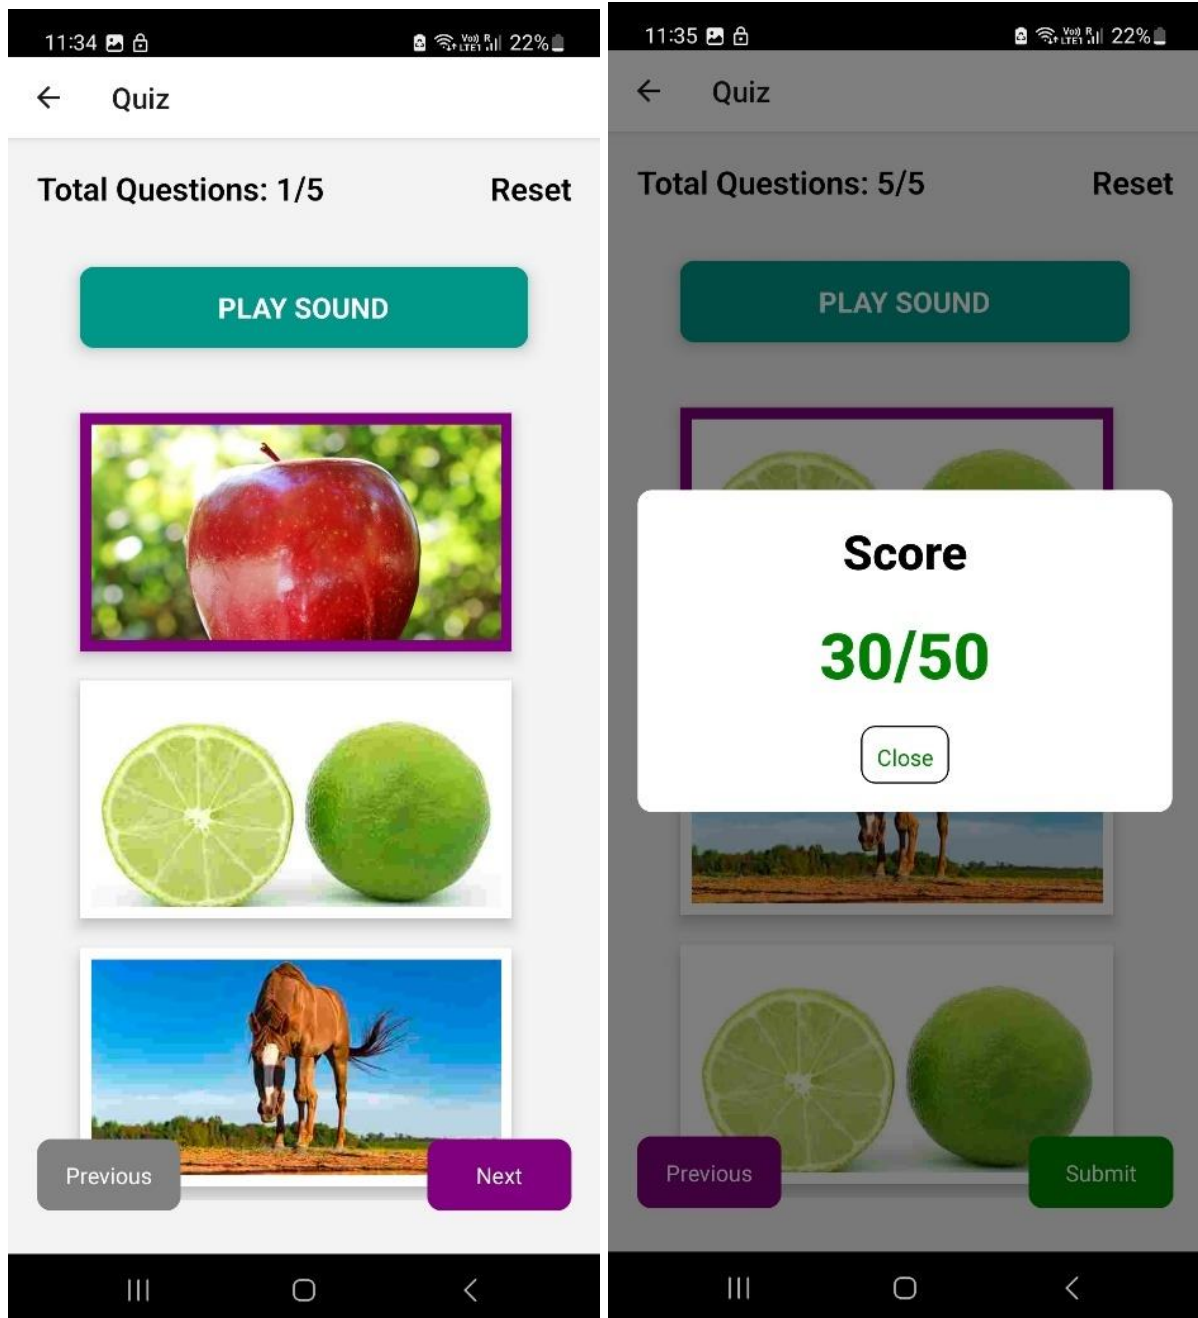 11:34
22%
Quiz
Total Questions: 1/5
Reset
PLAY SOUND
Previous
Next
11:35
22%
Quiz
Total Questions: 5/5
Reset
PLAY SOUND
Score
30/50
Close
Previous
Submit